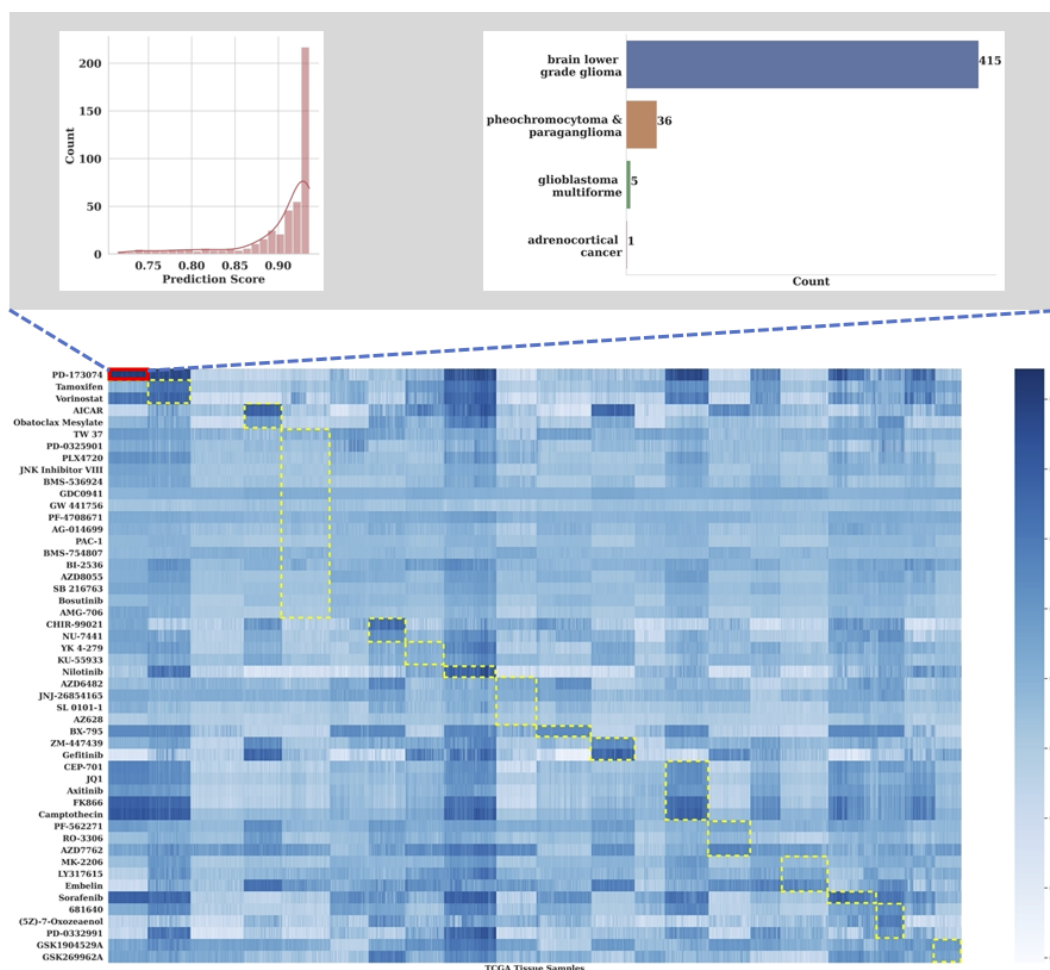 200
150
100
50
0
Count
0.75 0.80 0.85 0.90
Prediction Score
brain lower
grade glioma
415
pheochromocytoma &
paraganglioma
36
glioblastoma
multiforme
5
adrenocortical
cancer
1
Count
PD-173074
Tamoxifen
Vorinostat
AICAR
Obatoclax Mesylate
TW 37
PD-0325901
PLX4720
JNK Inhibitor VIII
BMS-536924
GDC0941
GW 441756
PF-4708671
AG-014699
PAC-1
BMS-754807
BI-2536
AZD8055
SB 216763
Bosutinib
AMG-706
CHIR-99021
NU-7441
YK 4-279
KU-55933
Nilotinib
AZD6482
JNJ-26854165
SL 0101-1
AZ628
BX-795
ZM-447439
Gefitinib
CEP-701
JQ1
Axitinib
FK866
Camptothecin
PF-562271
RO-3306
AZD7762
MK-2206
LY317615
Embelin
Sorafenib
681640
(5Z)-7-Oxozeaenol
PD-0332991
GSK1904529A
GSK269962A
TCGA Tissue Samples